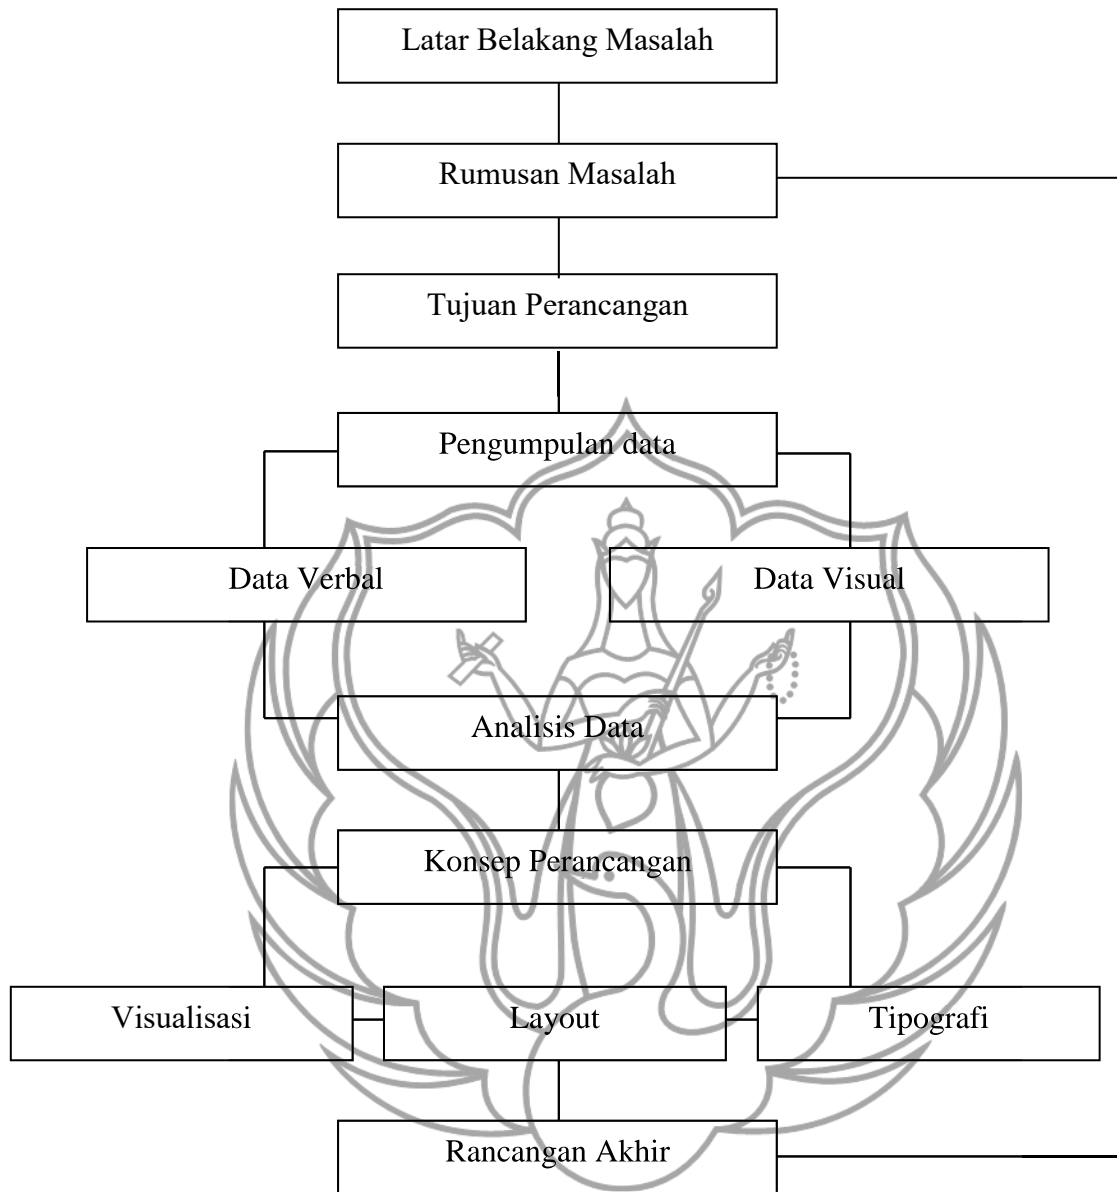 Latar Belakang Masalah
Rumusan Masalah
Tujuan Perancangan
Pengumpulan data
Data Verbal
Data Visual
Analisis Data
Konsep Perancangan
Visualisasi
Layout
Tipografi
Rancangan Akhir